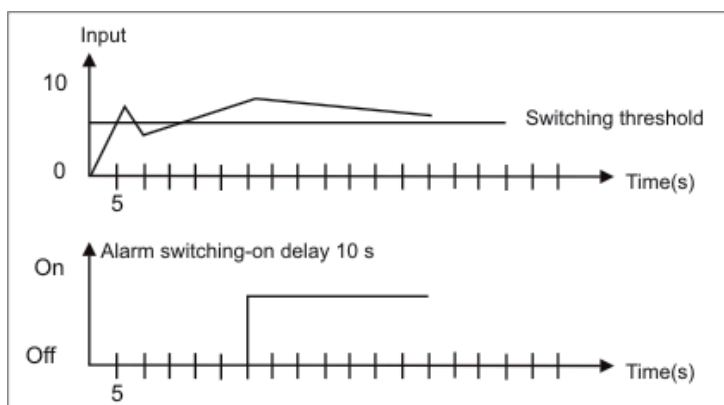 Input
10
Switching threshold
0
Time(s)
5
Alarm switching-on delay 10 s
On
Off
Time(s)
5